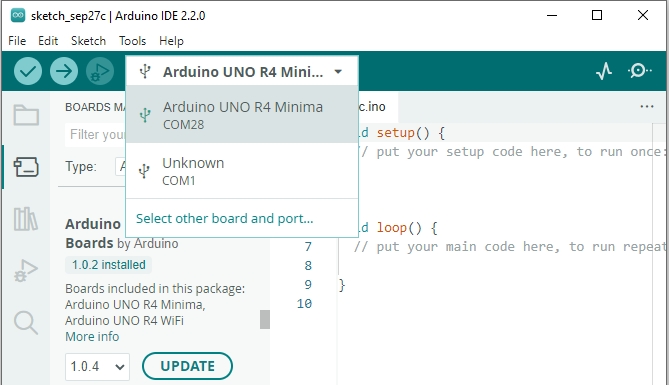 sketch_sep27c | Arduino IDE 2.2.0
File Edit Sketch Tools Help
Arduino UNO R4 Mini...
Arduino UNO R4 Minima
COM28
Unknown
COM1
Select other board and port...
BOARDS MA
Filter your
Type:
Arduino
Boards by Arduino
1.0.2 installed
Boards included in this package:
Arduino UNO R4 Minima,
Arduino UNO R4 WiFi
More info
1.0.4
UPDATE
c.ino
...
ld setup() {
// put your setup code here, to run once:
ld loop() {
7 // put your main code here, to run repeat
8
9 }
10